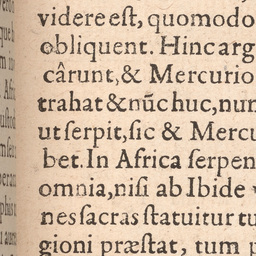 videre est, quomodo
obliquent. Hinc arg
cârunt, & Mercurio
trahat & nũc huc, nun
ut serpit, sic & Mercu
bet. In Africa serpen
omnia, nisi ab Ibide
nes sacras statuitur tu
gioni præstat, tum